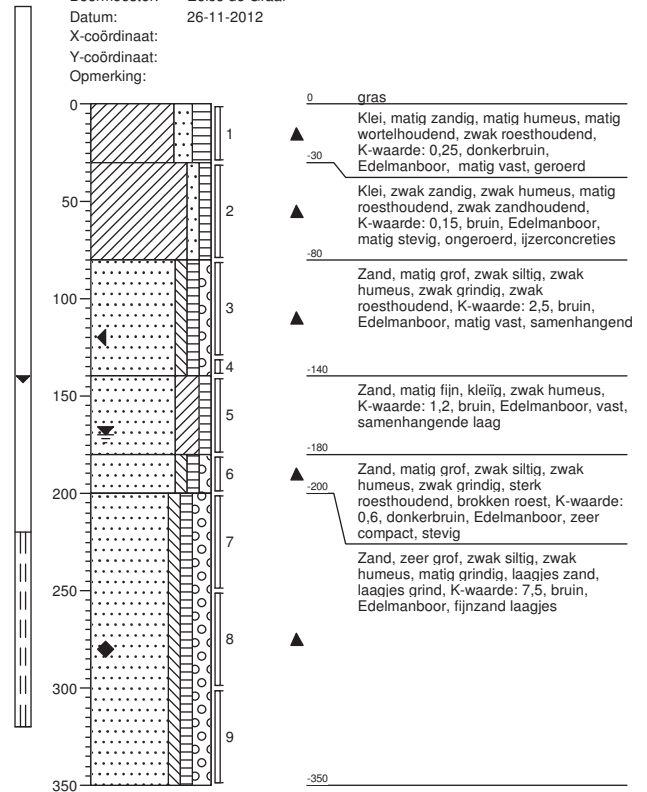 Datum: 26-11-2012
X-coördinaat:
Y-coördinaat:
Opmerking:
0
50
100
150
200
250
300
350
1
2
3
4
5
6
7
8
9
0 gras
Klei, matig zandig, matig humeus, matig
wortelhoudend, zwak roesthoudend,
K-waarde: 0,25, donkerbruin,
Edelmanboor, matig vast, geroerd
-30
Klei, zwak zandig, zwak humeus, matig
roesthoudend, zwak zandhoudend,
K-waarde: 0,15, bruin, Edelmanboor,
matig stevig, ongeroerd, ijzerconcreties
-80
Zand, matig grof, zwak siltig, zwak
humeus, zwak grindig, zwak
roesthoudend, K-waarde: 2,5, bruin,
Edelmanboor, matig vast, samenhangend
-140
Zand, matig fijn, kleiïg, zwak humeus,
K-waarde: 1,2, bruin, Edelmanboor, vast,
samenhangende laag
-180
Zand, matig grof, zwak siltig, zwak
humeus, zwak grindig, sterk
roesthoudend, brokken roest, K-waarde:
0,6, donkerbruin, Edelmanboor, zeer
compact, stevig
-200
Zand, zeer grof, zwak siltig, zwak
humeus, matig grindig, laagjes zand,
laagjes grind, K-waarde: 7,5, bruin,
Edelmanboor, fijnzand laagjes
-350